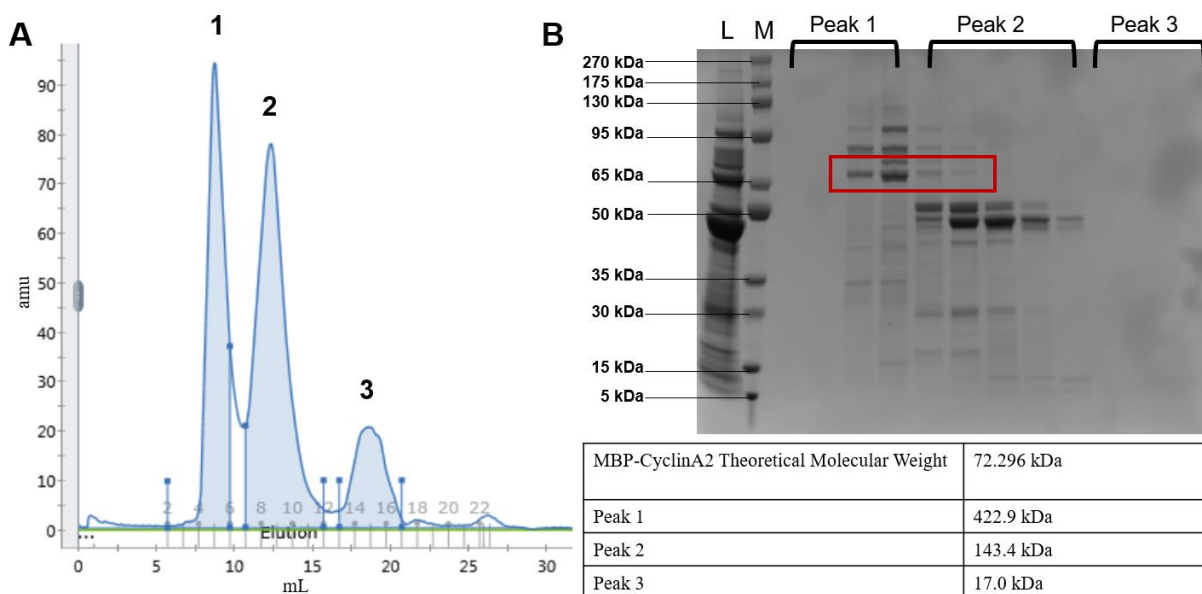 A
1
2
3
90
80
70
60
50
40
30
20
10
0
amu
2 4 6 8 10 12 14 16 18 20 22
... Elution
0 5 10 15 20 25 30
mL
B
L M Peak 1 Peak 2 Peak 3
270 kDa
175 kDa
130 kDa
95 kDa
65 kDa
50 kDa
35 kDa
30 kDa
15 kDa
5 kDa
MBP-CyclinA2 Theoretical Molecular Weight 72.296 kDa
Peak 1 422.9 kDa
Peak 2 143.4 kDa
Peak 3 17.0 kDa